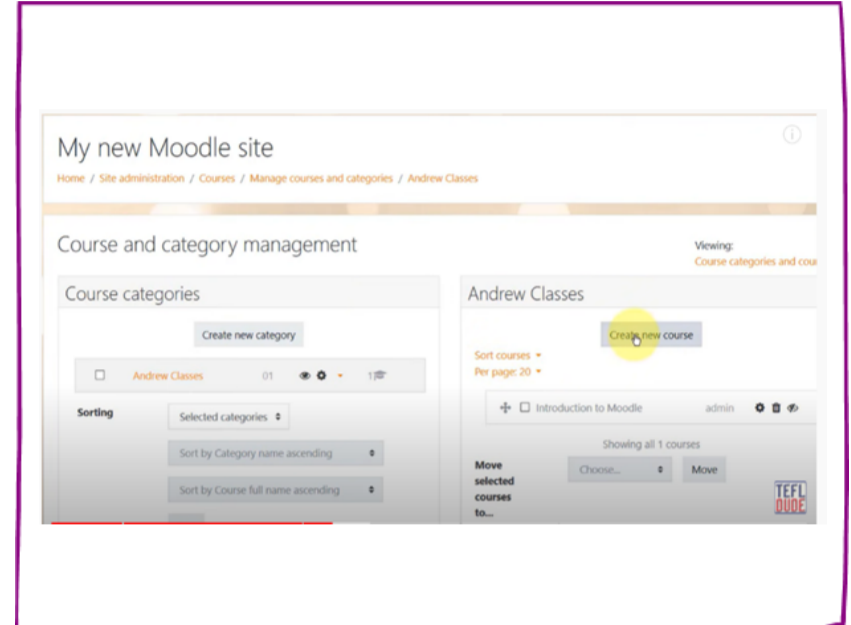 My new Moodle site
Home / Site administration / Courses / Manage courses and categories / Andrew Classes
Course and category management
Viewing:
Course categories and cou
Course categories
Create new category
Andrew Classes 01 1
Sorting
Selected categories
Sort by Category name ascending
Sort by Course full name ascending
Andrew Classes
Create new course
Sort courses
Per page: 20
Introduction to Moodle admin
Showing all 1 courses
Move
selected
courses
to...
Choose...
Move
TEFL
DUDE